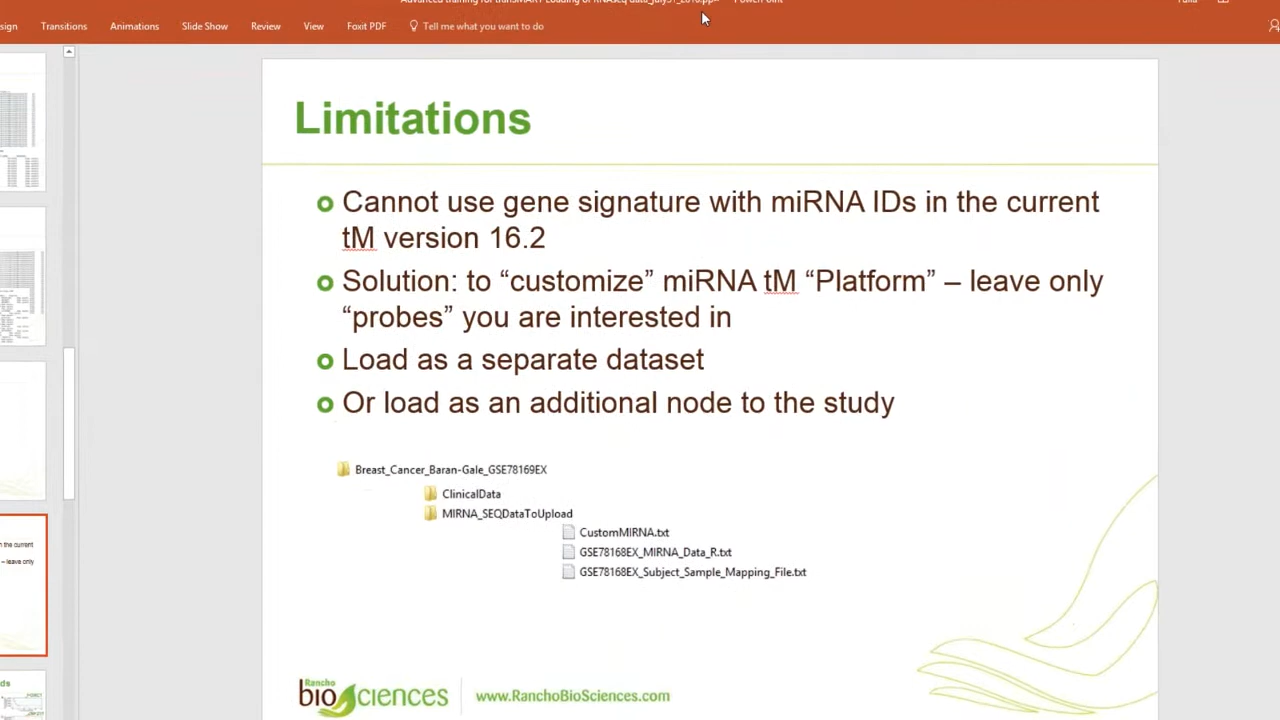 Transitions Animations Slide Show Review View Foxit PDF Tell me what you want to do
Limitations
Cannot use gene signature with miRNA IDs in the current
tM version 16.2
Solution: to “customize” miRNA tM “Platform” – leave only
“probes” you are interested in
Load as a separate dataset
Or load as an additional node to the study
Breast_Cancer_Baran-Gale_GSE78169EX
ClinicalData
MIRNA_SEQDataToUpload
CustomMIRNA.txt
GSE78168EX_MIRNA_Data_R.txt
GSE78168EX_Subject_Sample_Mapping_File.txt
Rancho
biosciences
www.RanchoBioSciences.com